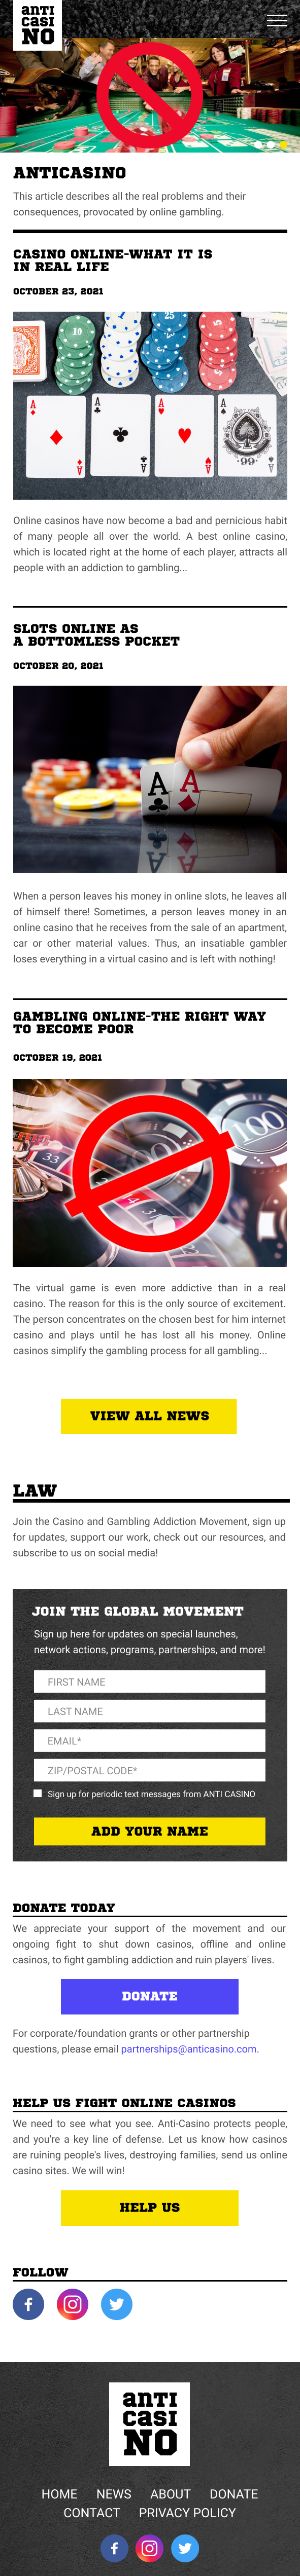 anti
casi
NO
ANTICASINO
This article describes all the real problems and their
consequences, provocated by online gambling.
CASINO ONLINE-WHAT IT IS
IN REAL LIFE
OCTOBER 23, 2021
Online casinos have now become a bad and pernicious habit
of many people all over the world. A best online casino,
which is located right at the home of each player, attracts all
people with an addiction to gambling...
SLOTS ONLINE AS
A BOTTOMLESS POCKET
OCTOBER 20, 2021
When a person leaves his money in online slots, he leaves all
of himself there! Sometimes, a person leaves money in an
online casino that he receives from the sale of an apartment,
car or other material values. Thus, an insatiable gambler
loses everything in a virtual casino and is left with nothing!
GAMBLING ONLINE-THE RIGHT WAY
TO BECOME POOR
OCTOBER 19, 2021
The virtual game is even more addictive than in a real
casino. The reason for this is the only source of excitement.
The person concentrates on the chosen best for him internet
casino and plays until he has lost all his money. Online
casinos simplify the gambling process for all gambling...
VIEW ALL NEWS
LAW
Join the Casino and Gambling Addiction Movement, sign up
for updates, support our work, check out our resources, and
subscribe to us on social media!
JOIN THE GLOBAL MOVEMENT
Sign up here for updates on special launches,
network actions, programs, partnerships, and more!
FIRST NAME
LAST NAME
EMAIL*
ZIP/POSTAL CODE*
Sign up for periodic text messages from ANTI CASINO
ADD YOUR NAME
DONATE TODAY
We appreciate your support of the movement and our
ongoing fight to shut down casinos, offline and online
casinos, to fight gambling addiction and ruin players' lives.
DONATE
For corporate/foundation grants or other partnership
questions, please email partnerships@anticasino.com.
HELP US FIGHT ONLINE CASINOS
We need to see what you see. Anti-Casino protects people,
and you're a key line of defense. Let us know how casinos
are ruining people's lives, destroying families, send us online
casino sites. We will win!
HELP US
FOLLOW
anti
casi
NO
HOME NEWS ABOUT DONATE
CONTACT PRIVACY POLICY